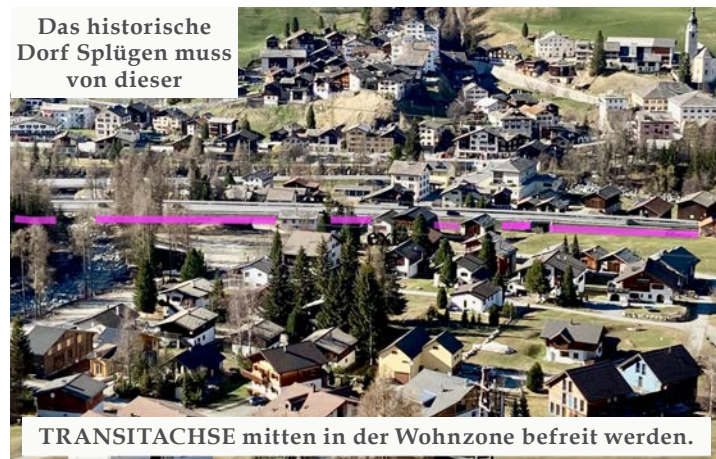 Das historische
Dorf Splügen muss
von dieser
TRANSITACHSE mitten in der Wohnzone befreit werden.